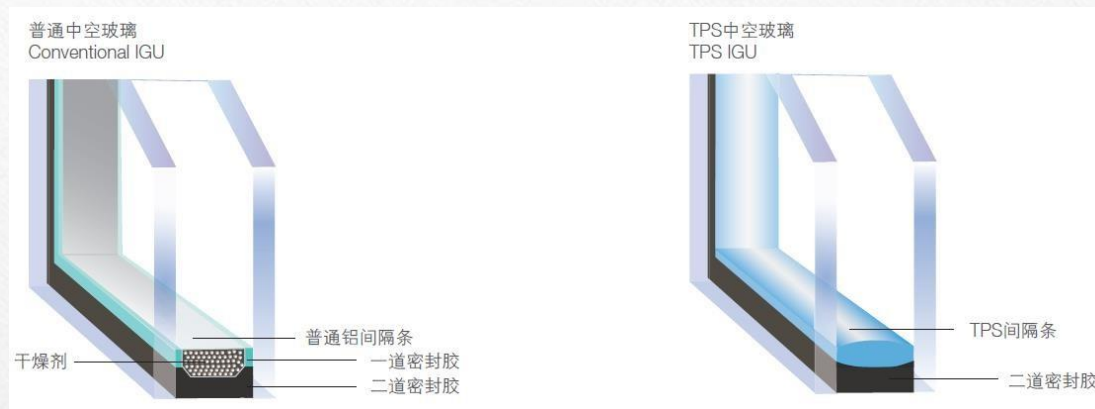 普通中空玻璃
Conventional IGU
TPS中空玻璃
TPS IGU
普通铝间隔条
干燥剂
一道密封胶
二道密封胶
TPS间隔条
二道密封胶